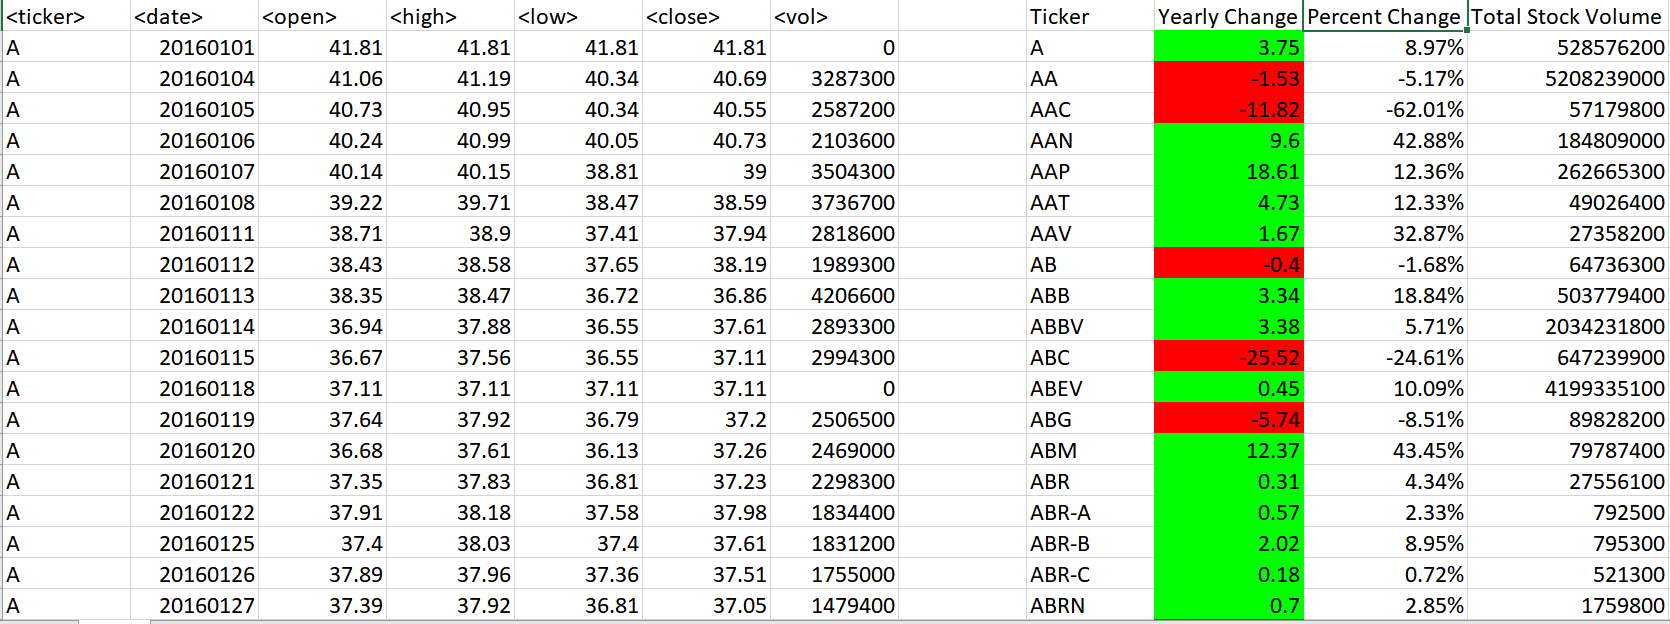 <ticker> <date> <open> <high> <low> <close> <vol> Ticker Yearly Change Percent Change Total Stock Volume
A 20160101 41.81 41.81 41.81 41.81 0 A 3.75 8.97% 528576200
A 20160104 41.06 41.19 40.34 40.69 3287300 AA -1.53 -5.17% 5208239000
A 20160105 40.73 40.95 40.34 40.55 2587200 AAC -11.82 -62.01% 57179800
A 20160106 40.24 40.99 40.05 40.73 2103600 AAN 9.6 42.88% 184809000
A 20160107 40.14 40.15 38.81 39 3504300 AAP 18.61 12.36% 262665300
A 20160108 39.22 39.71 38.47 38.59 3736700 AAT 4.73 12.33% 49026400
A 20160111 38.71 38.9 37.41 37.94 2818600 AAV 1.67 32.87% 27358200
A 20160112 38.43 38.58 37.65 38.19 1989300 AB -0.4 -1.68% 64736300
A 20160113 38.35 38.47 36.72 36.86 4206600 ABB 3.34 18.84% 503779400
A 20160114 36.94 37.88 36.55 37.61 2893300 ABBV 3.38 5.71% 2034231800
A 20160115 36.67 37.56 36.55 37.11 2994300 ABC -25.52 -24.61% 647239900
A 20160118 37.11 37.11 37.11 37.11 0 ABEV 0.45 10.09% 4199335100
A 20160119 37.64 37.92 36.79 37.2 2506500 ABG -5.74 -8.51% 89828200
A 20160120 36.68 37.61 36.13 37.26 2469000 ABM 12.37 43.45% 79787400
A 20160121 37.35 37.83 36.81 37.23 2298300 ABR 0.31 4.34% 27556100
A 20160122 37.91 38.18 37.58 37.98 1834400 ABR-A 0.57 2.33% 792500
A 20160125 37.4 38.03 37.4 37.61 1831200 ABR-B 2.02 8.95% 795300
A 20160126 37.89 37.96 37.36 37.51 1755000 ABR-C 0.18 0.72% 521300
A 20160127 37.39 37.92 36.81 37.05 1479400 ABRN 0.7 2.85% 1759800